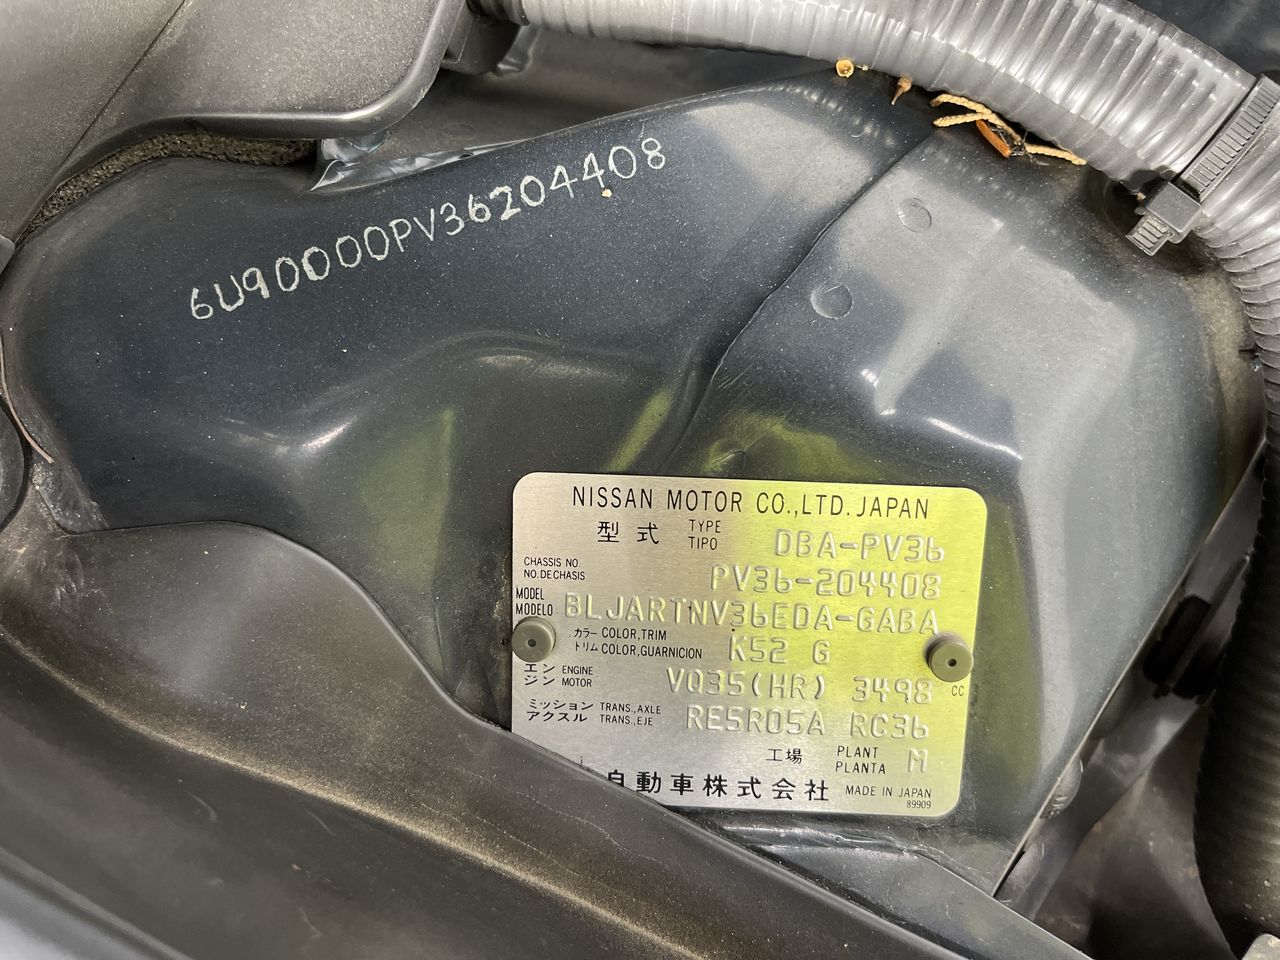 6U90000PV36204408
NISSAN MOTOR CO.,LTD. JAPAN
型式 TYPE TIPO DBA-PV36
CHASSIS NO. NO. DE CHASIS PV36-204408
MODEL MODELO BLJARTNV36EDA-GABA
カラー COLOR,TRIM トリム COLOR,GUARNICION K52 G
エンジン ENGINE MOTOR VQ35(HR) 3498 CC
ミッション アクスル TRANS.,AXLE TRANS.,EJE RE5R05A RC36
工場 PLANT PLANTA M
自動車株式会社 MADE IN JAPAN
89909